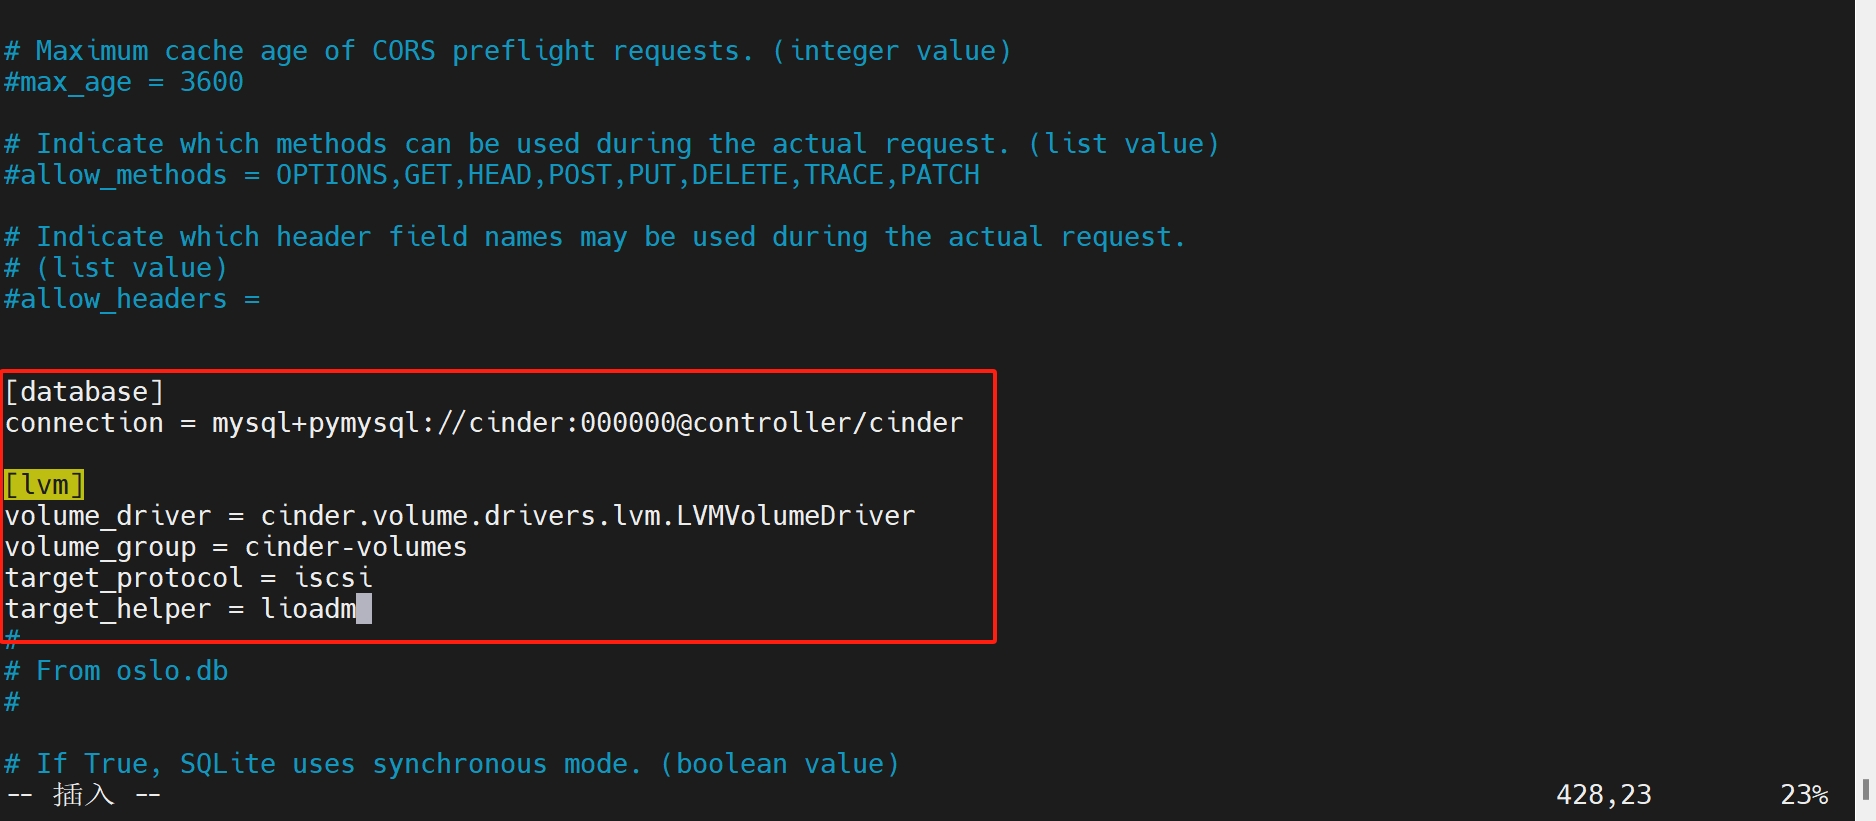 # Maximum cache age of CORS preflight requests. (integer value)
#max_age = 3600
# Indicate which methods can be used during the actual request. (list value)
#allow_methods = OPTIONS,GET,HEAD,POST,PUT,DELETE,TRACE,PATCH
# Indicate which header field names may be used during the actual request.
# (list value)
#allow_headers =
[database]
connection = mysql+pymysql://cinder:000000@controller/cinder
[lvm]
volume_driver = cinder.volume.drivers.lvm.LVMVolumeDriver
volume_group = cinder-volumes
target_protocol = iscsi
target_helper = lioadm
#
# From oslo.db
#
# If True, SQLite uses synchronous mode. (boolean value)
-- 插入 -- 428,23 23%